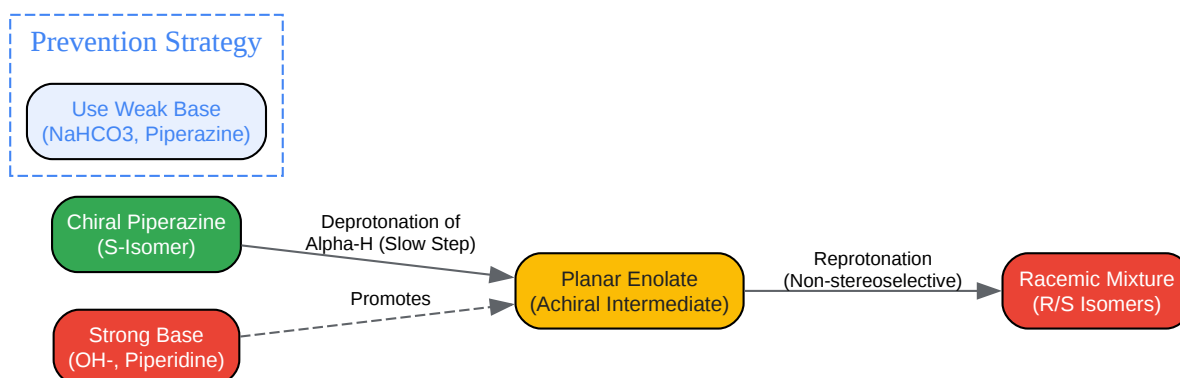 Prevention Strategy
Use Weak Base
(NaHCO3, Piperazine)
Chiral Piperazine
(S-Isomer)
Deprotonation of
Alpha-H (Slow Step)
Promotes
Strong Base
(OH-, Piperidine)
Planar Enolate
(Achiral Intermediate)
Reprotonation
(Non-stereoselective)
Racemic Mixture
(R/S Isomers)